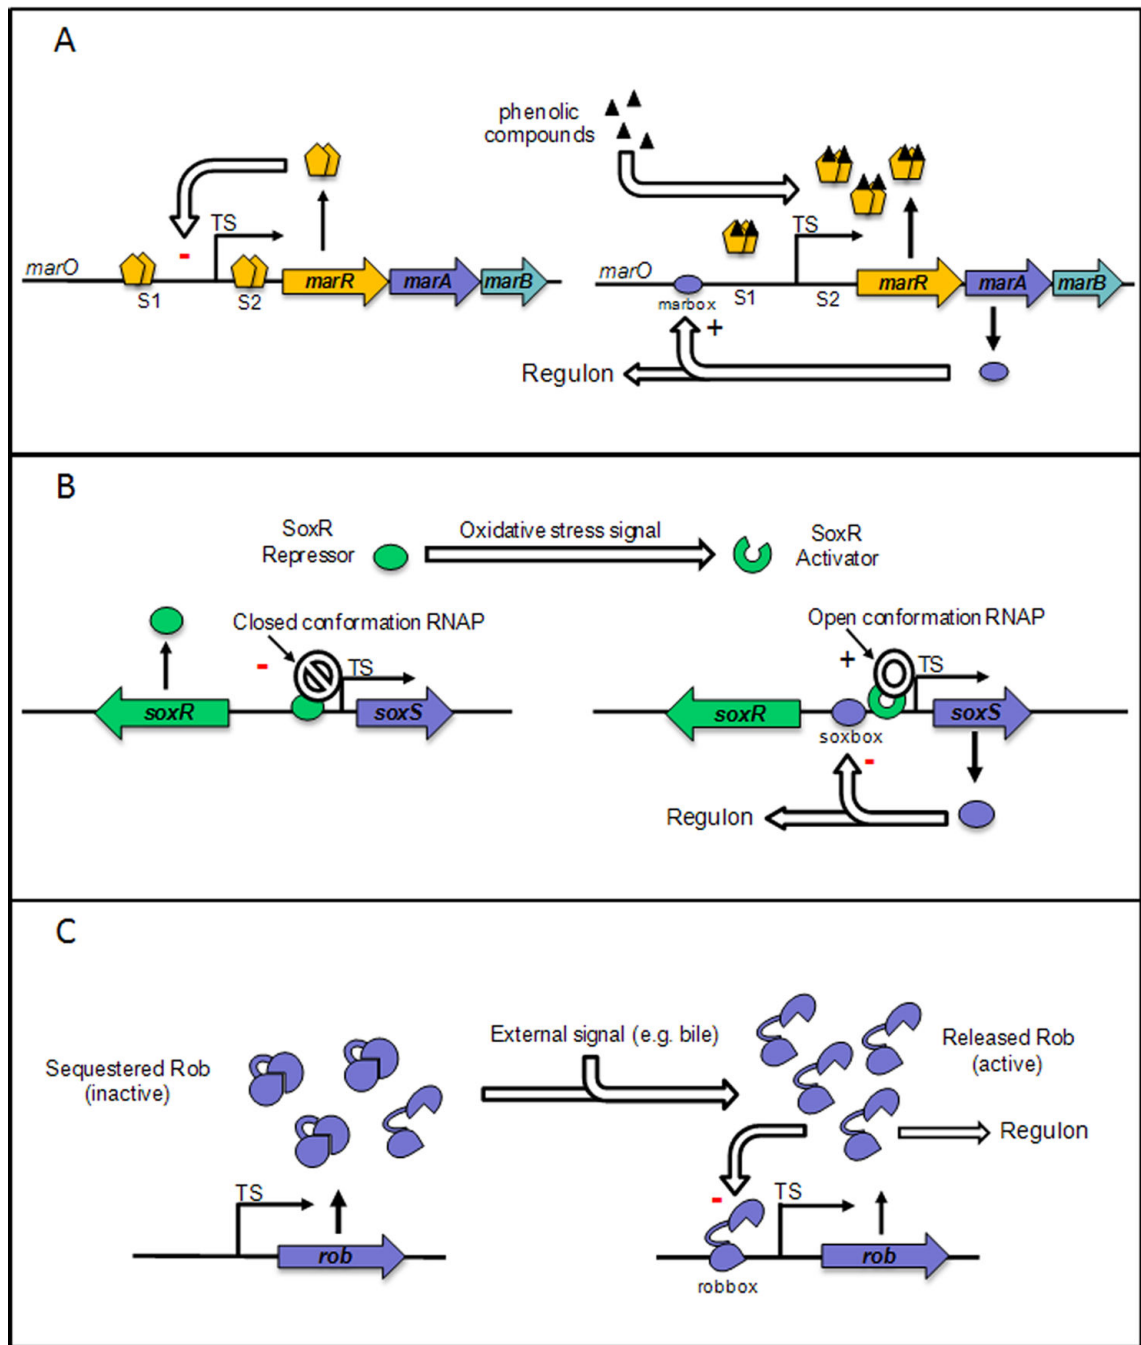 A
phenolic
compounds
TS
marO
S1
S2
marR
marA
marB
-
TS
marO
marbox
S1
S2
marR
marA
marB
+
Regulon
B
SoxR
Repressor
Oxidative stress signal
SoxR
Activator
Closed conformation RNAP
-
TS
soxR
soxS
Open conformation RNAP
+
TS
soxR
soxbox
soxS
-
Regulon
C
Sequestered Rob
(inactive)
External signal (e.g. bile)
Released Rob
(active)
Regulon
TS
rob
-
TS
robbox
rob